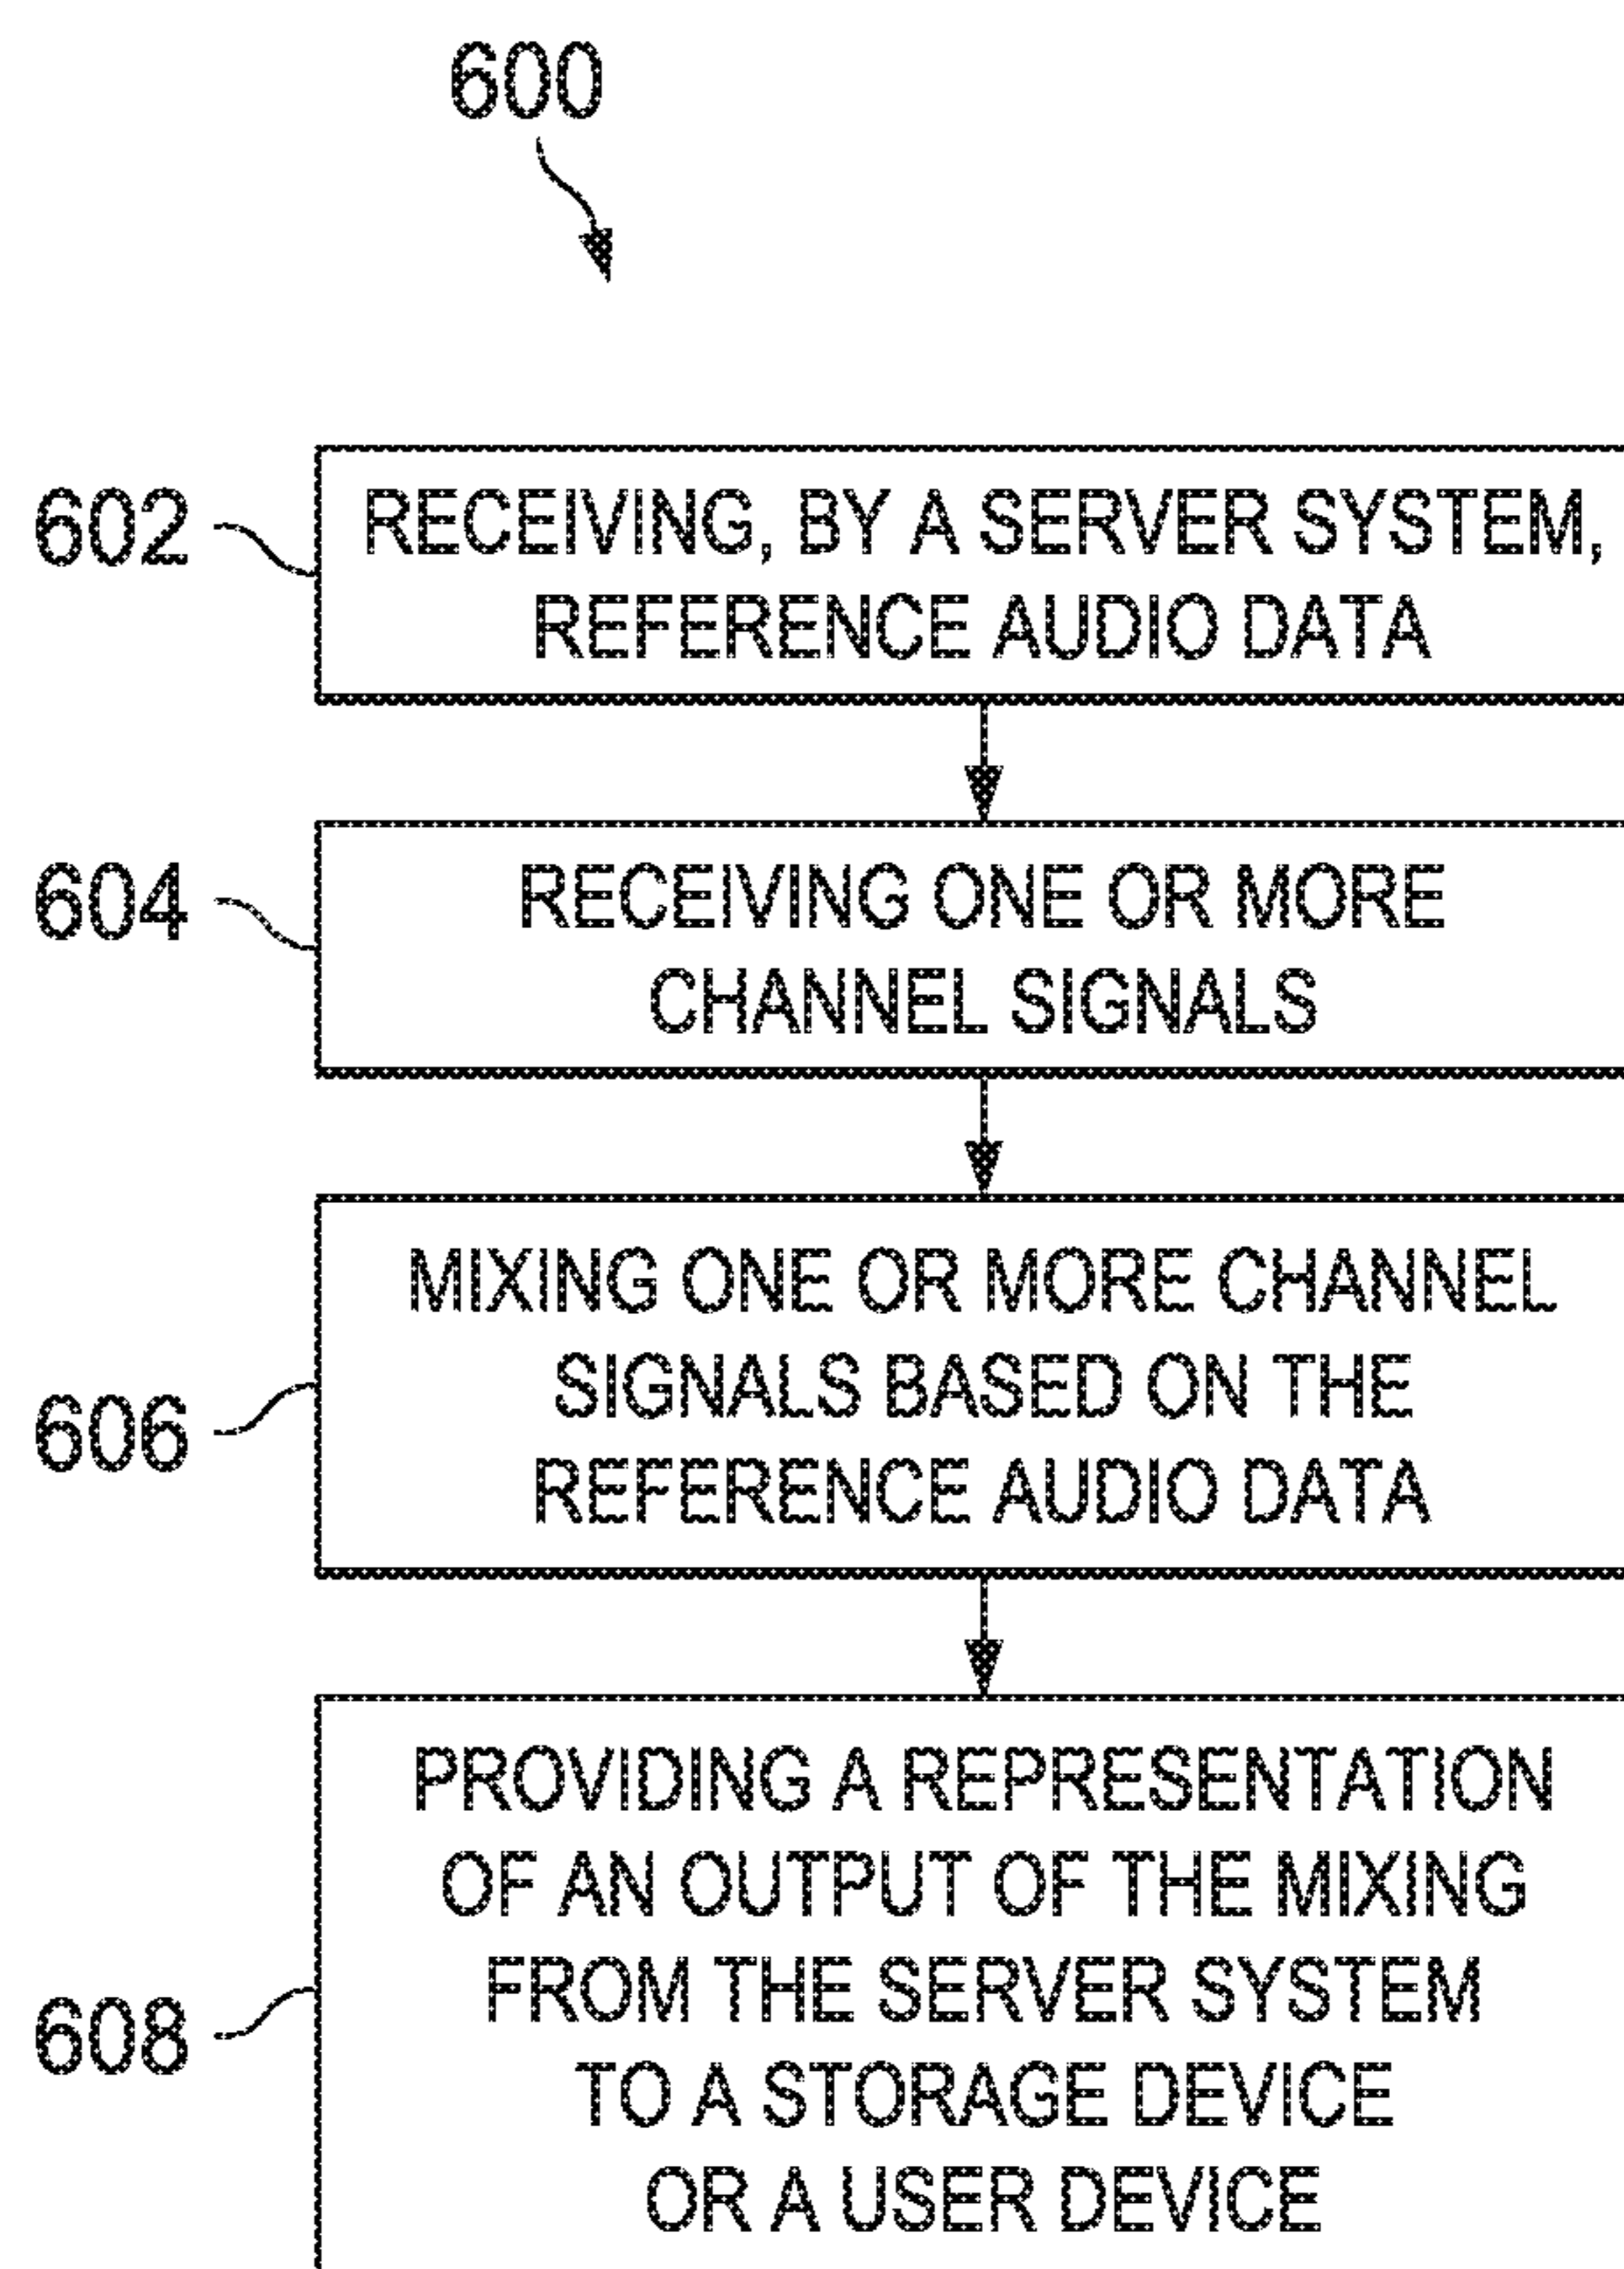 600
602
RECEIVING, BY A SERVER SYSTEM,
REFERENCE AUDIO DATA
604
RECEIVING ONE OR MORE
CHANNEL SIGNALS
606
MIXING ONE OR MORE CHANNEL
SIGNALS BASED ON THE
REFERENCE AUDIO DATA
608
PROVIDING A REPRESENTATION
OF AN OUTPUT OF THE MIXING
FROM THE SERVER SYSTEM
TO A STORAGE DEVICE
OR A USER DEVICE